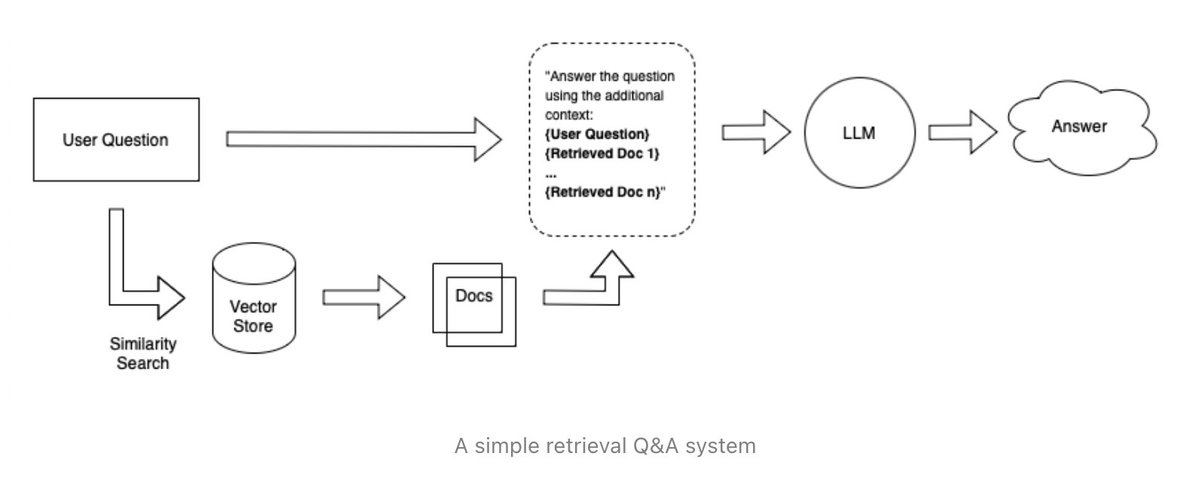 User Question
"Answer the question
using the additional
context:
{User Question}
{Retrieved Doc 1}
...
{Retrieved Doc n}"
LLM
Answer
Similarity
Search
Vector
Store
Docs
A simple retrieval Q&A system